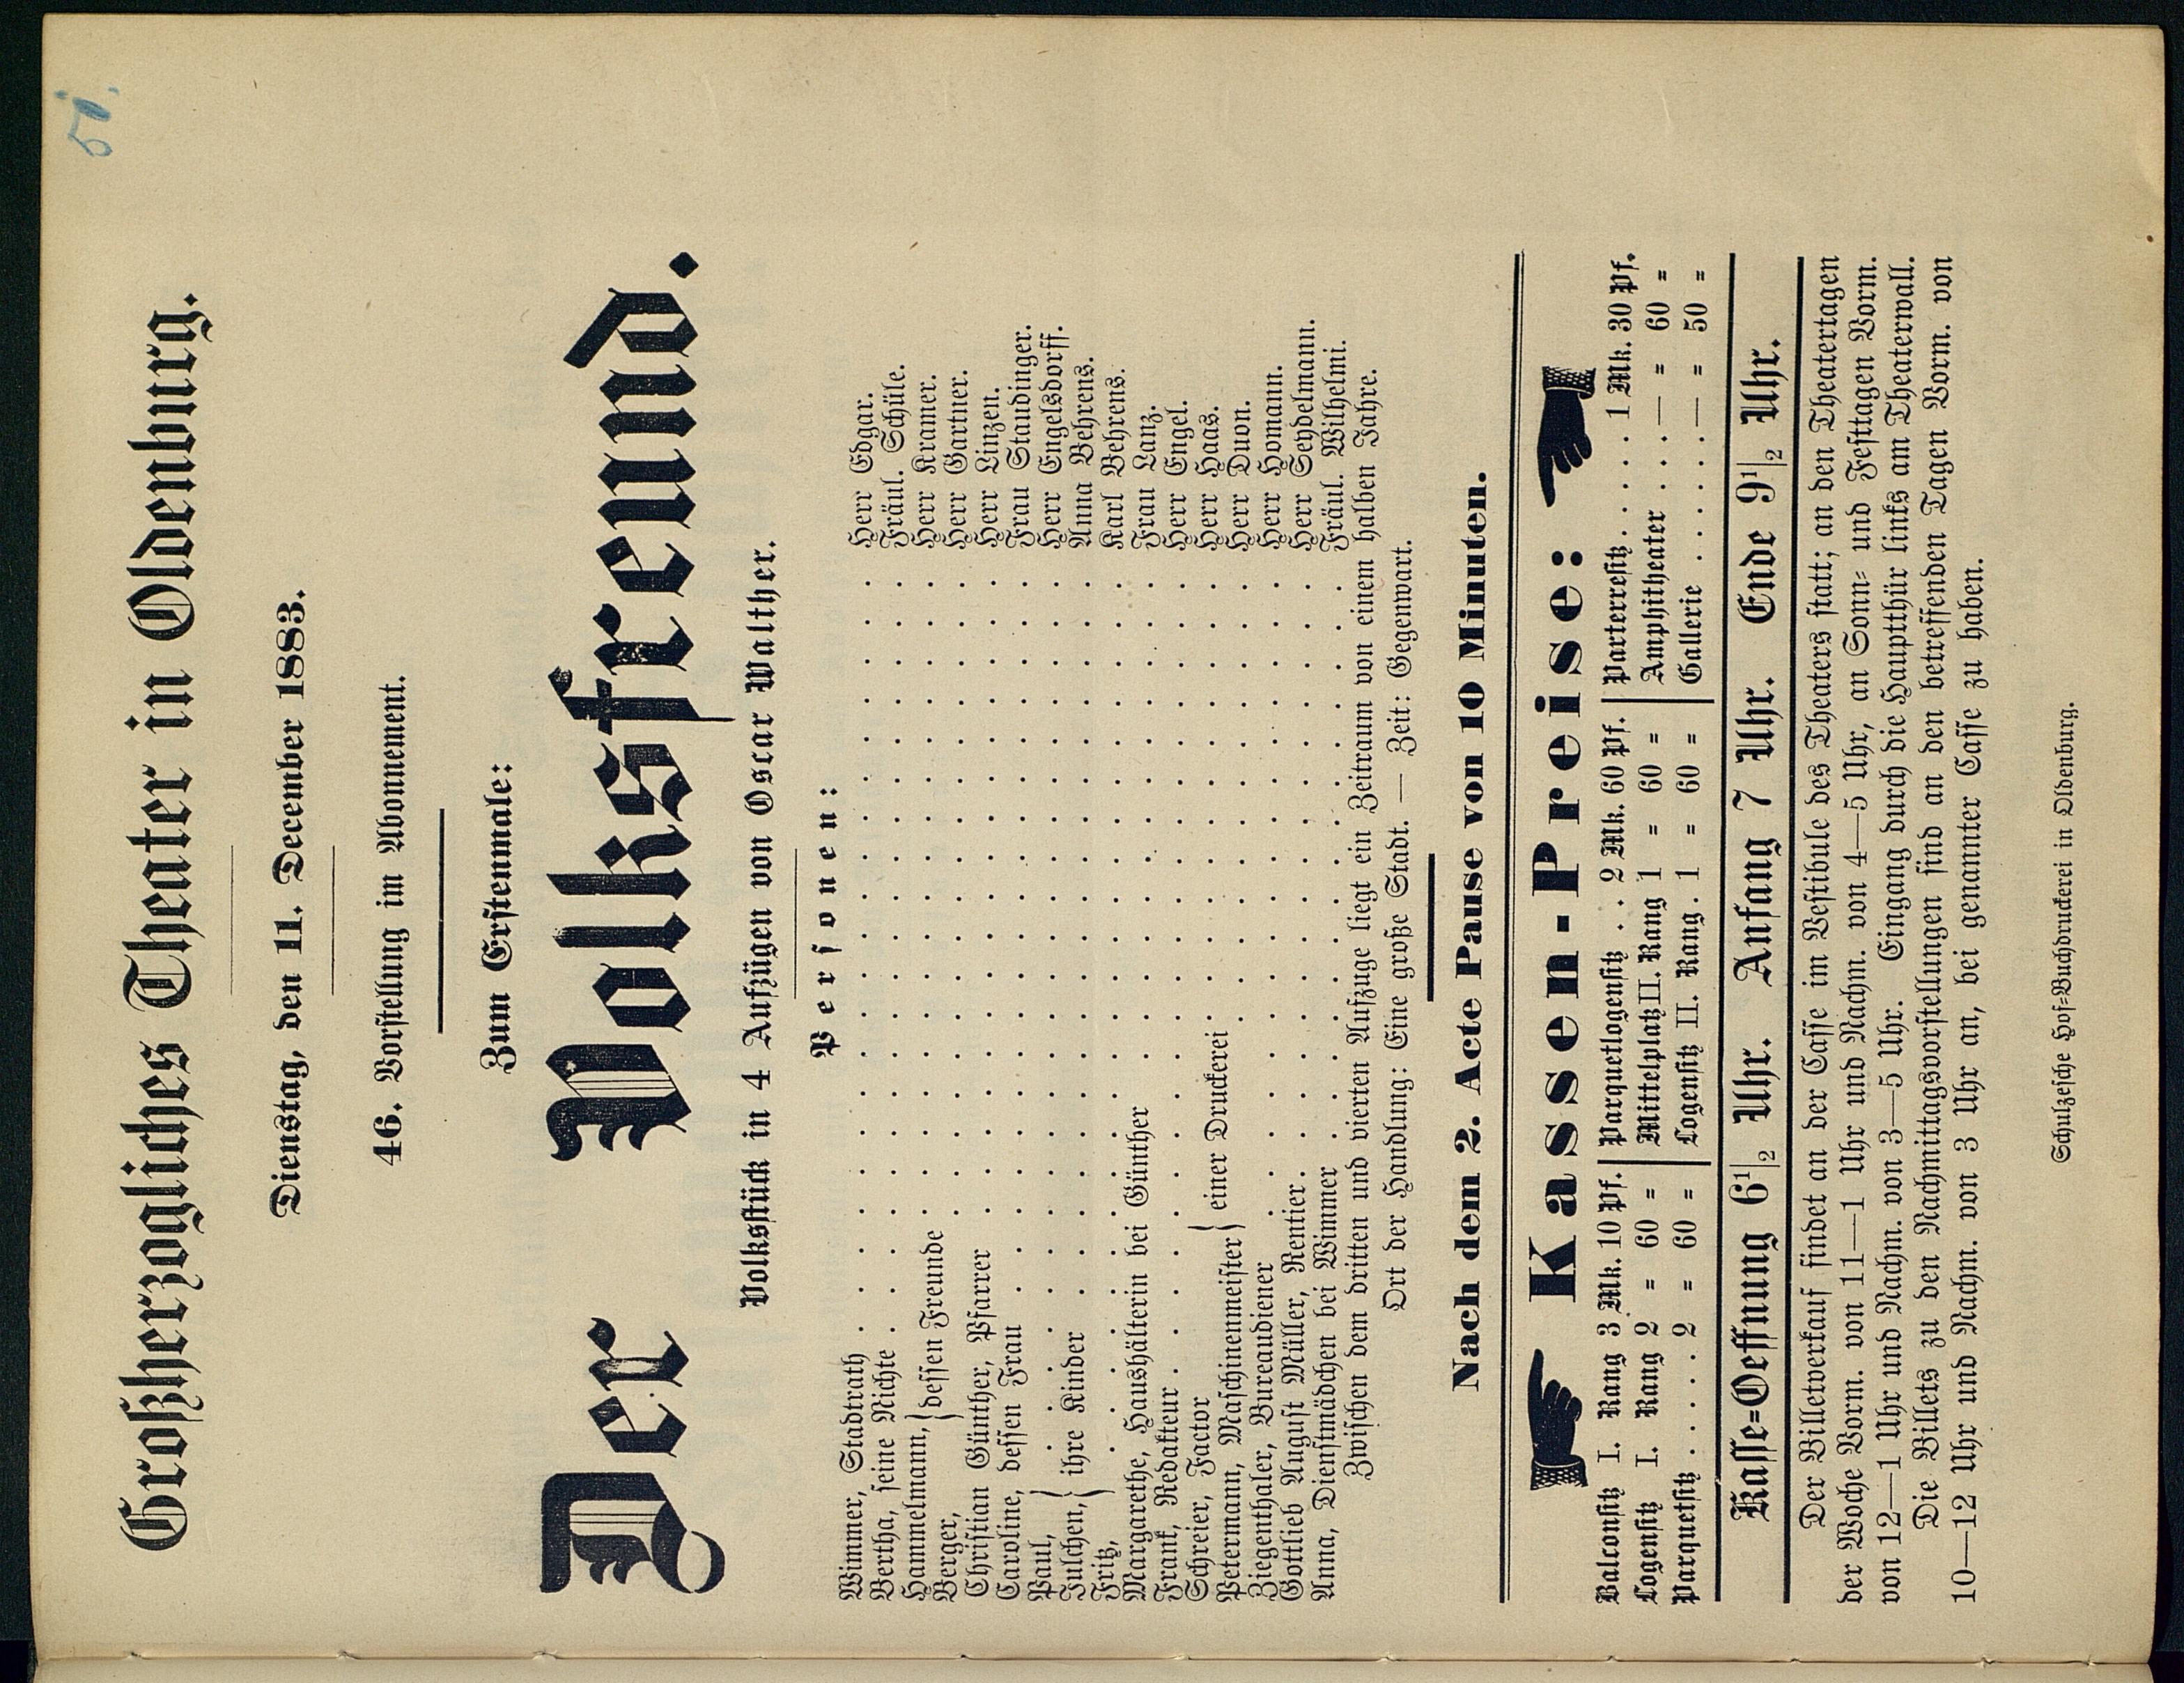 51.
Großherzogliches Theater in Oldenburg.
Dienstag, den 11. December 1883.
46. Vorstellung im Abonnement.
Zum Erstenmale:
Der Volksfreund.
Volksstück in 4 Aufzügen von Oscar Walther.
Personen:
Wimmer, Stadtrath . . . . . . . . . . Herr Edgar.
Bertha, seine Nichte . . . . . . . . . . Fräul. Schüle.
Hammelmann, } dessen Freunde . . . . . . . . . . Herr Kramer.
Berger, . . . . . . . . . . Herr Gartner.
Christian Günther, Pfarrer . . . . . . . . . . Herr Linzen.
Caroline, dessen Frau . . . . . . . . . . Frau Staudinger.
Paul, . . . . . . . . . . Herr Engelsdorff.
Julchen, } ihre Kinder . . . . . . . . . . Anna Behrens.
Fritz, . . . . . . . . . . Karl Behrens.
Margarethe, Haushälterin bei Günther . . . . . . . . . . Frau Lanz.
Frank, Redakteur . . . . . . . . . . Herr Engel.
Schreier, Factor } einer Druckerei . . . . . . . . . . Herr Haas.
Petermann, Maschinenmeister . . . . . . . . . . Herr Duon.
Ziegenthaler, Bureaudiener . . . . . . . . . . Herr Homann.
Gottlieb August Müller, Rentier . . . . . . . . . . Herr Seydelmann.
Anna, Dienstmädchen bei Wimmer . . . . . . . . . . Fräul. Wilhelmi.
Zwischen dem dritten und vierten Aufzuge liegt ein Zeitraum von einem halben Jahre.
Ort der Handlung: Eine große Stadt. — Zeit: Gegenwart.
Nach dem 2. Acte Pause von 10 Minuten.
Kassen-Preise:
Balconsitz I. Rang 3 Mk. 10 Pf. | Parquetlogensitz . . 2 Mk. 60 Pf. | Parterresitz . . . . . 1 Mk. 30 Pf.
Logensitz I. Rang 2 = 60 = | Mittelplatz II. Rang 1 = 60 = | Amphitheater . . . — = 60 =
Parquetsitz . . . . . 2 = 60 = | Logensitz II. Rang . 1 = 60 = | Gallerie . . . . . . — = 50 =
Kasse=Oeffnung 6 1/2 Uhr. Anfang 7 Uhr. Ende 9 1/2 Uhr.
Der Billetverkauf findet an der Casse im Vestibule des Theaters statt; an den Theatertagen
der Woche Vorm. von 11—1 Uhr und Nachm. von 4—5 Uhr, an Sonn= und Festtagen Vorm.
von 12—1 Uhr und Nachm. von 3—5 Uhr. Eingang durch die Hauptthür links am Theaterwall.
Die Billets zu den Nachmittagsvorstellungen sind an den betreffenden Tagen Vorm. von
10—12 Uhr und Nachm. von 3 Uhr an, bei genannter Casse zu haben.
Schulzesche Hof=Buchdruckerei in Oldenburg.